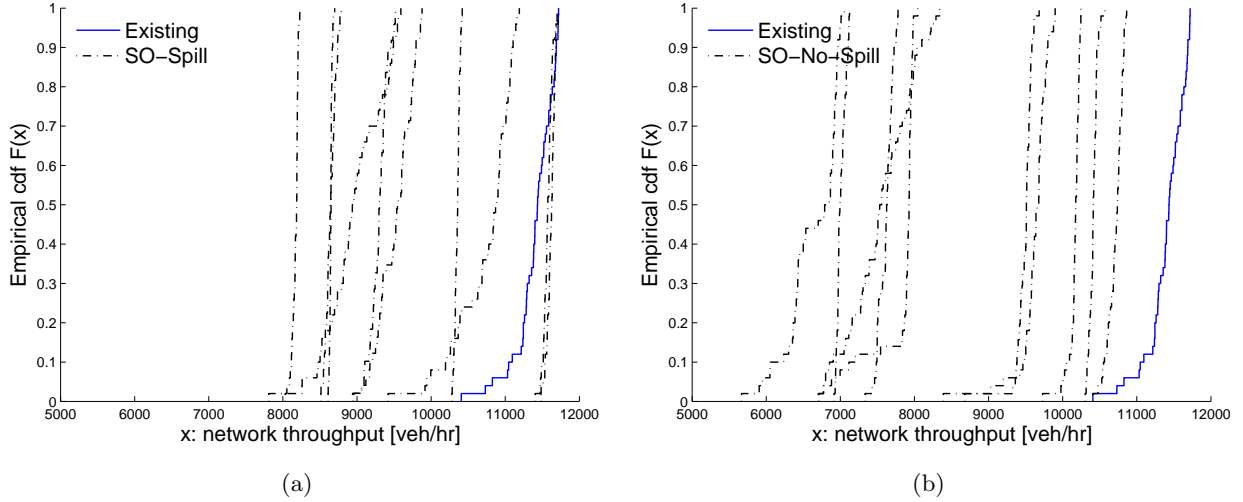 1
0.9
0.8
0.7
0.6
0.5
0.4
0.3
0.2
0.1
0
Empirical cdf F(x)
Existing
SO−Spill
5000 6000 7000 8000 9000 10000 11000 12000
x: network throughput [veh/hr]
(a)
1
0.9
0.8
0.7
0.6
0.5
0.4
0.3
0.2
0.1
0
Empirical cdf F(x)
Existing
SO−No−Spill
5000 6000 7000 8000 9000 10000 11000 12000
x: network throughput [veh/hr]
(b)